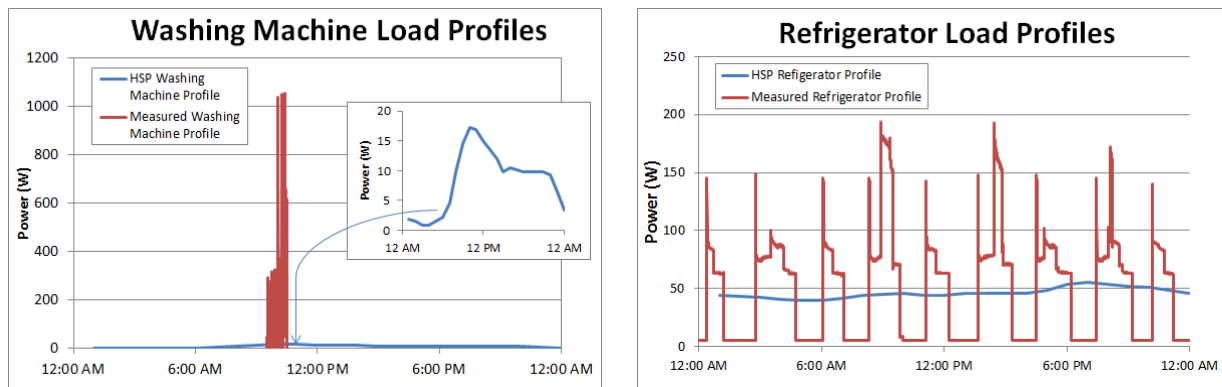 Washing Machine Load Profiles
1200
1000
800
600
400
200
0
Power (W)
HSP Washing
Machine Profile
Measured Washing
Machine Profile
20
15
10
5
0
Power (W)
12 AM
12 PM
12 AM
12:00 AM
6:00 AM
12:00 PM
6:00 PM
12:00 AM
Refrigerator Load Profiles
250
200
150
100
50
0
Power (W)
HSP Refigerator Profile
Measured Refrigerator Profile
12:00 AM
6:00 AM
12:00 PM
6:00 PM
12:00 AM